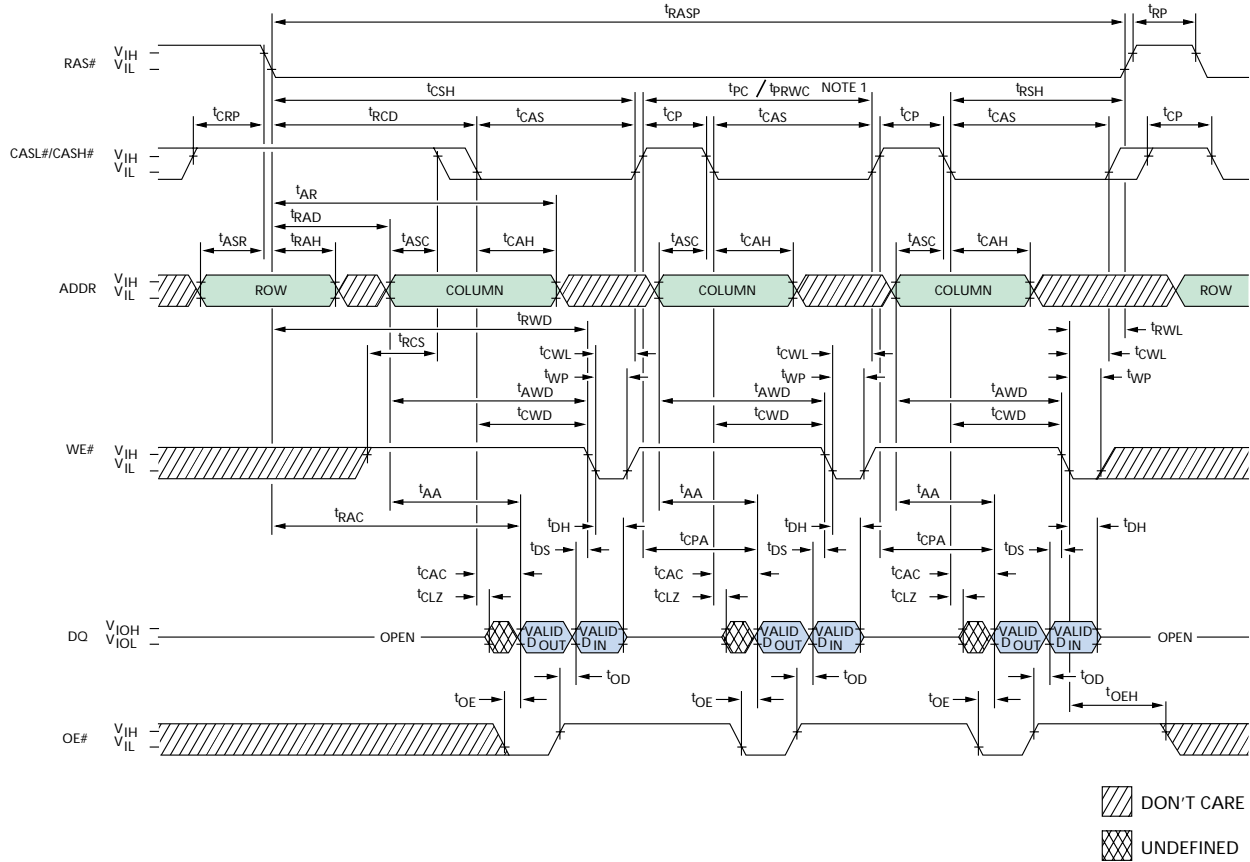 tRASP tRP
VIH
VIL
RAS#
tCSH tPC / tPRWC NOTE 1 tRSH
tCRP tRCD tCAS tCP tCAS tCP tCAS tCP
VIH
VIL
CASL#/CASH#
tAR
tRAD
tASR tRAH tASC tCAH tASC tCAH tASC tCAH
VIH
VIL
ADDR ROW COLUMN COLUMN COLUMN ROW
tRWD tRWL
tRCS tCWL tCWL tCWL
tWP tWP tWP
tAWD tAWD tAWD
tCWD tCWD tCWD
VIH
VIL
WE#
tAA tAA tAA
tRAC tDH tDH tDH
tCPA tCPA
tDS tDS tDS
tCAC tCAC tCAC
tCLZ tCLZ tCLZ
VIOH
VIOL
DQ OPEN VALID DOUT VALID DIN VALID DOUT VALID DIN VALID DOUT VALID DIN OPEN
tOD tOD tOD
tOE tOE tOE tOEH
VIH
VIL
OE#
DON'T CARE
UNDEFINED